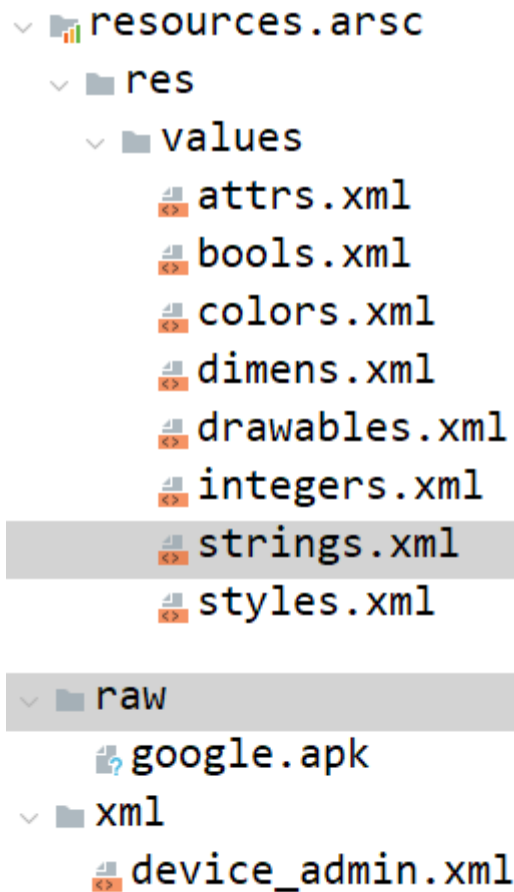 resources.arsc
res
values
attrs.xml
bools.xml
colors.xml
dimens.xml
drawables.xml
integers.xml
strings.xml
styles.xml
raw
google.apk
xml
device_admin.xml